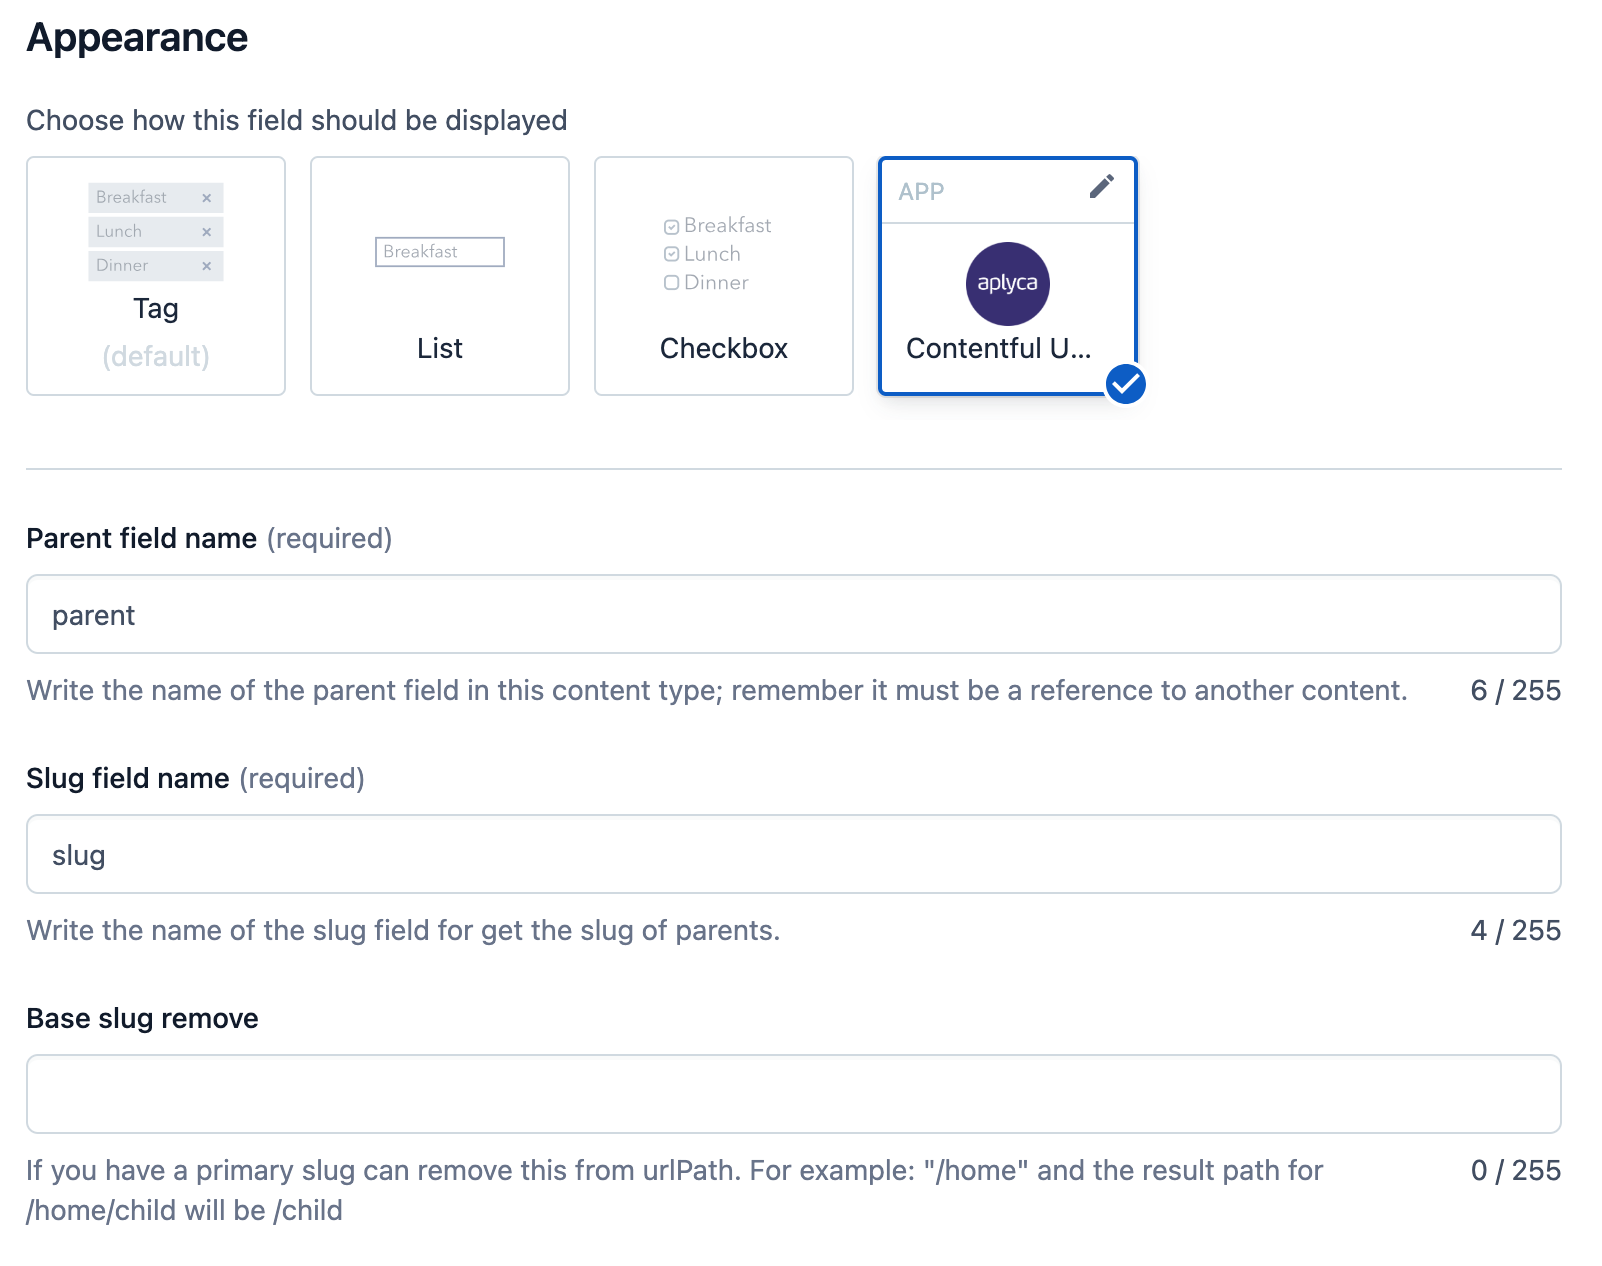 Appearance
Choose how this field should be displayed
Breakfast ×
Lunch ×
Dinner ×
Tag
(default)
Breakfast
List
Breakfast
Lunch
Dinner
Checkbox
APP
aplyca
Contentful U...
Parent field name (required)
parent
Write the name of the parent field in this content type; remember it must be a reference to another content. 6 / 255
Slug field name (required)
slug
Write the name of the slug field for get the slug of parents. 4 / 255
Base slug remove
If you have a primary slug can remove this from urlPath. For example: "/home" and the result path for 0 / 255
/home/child will be /child